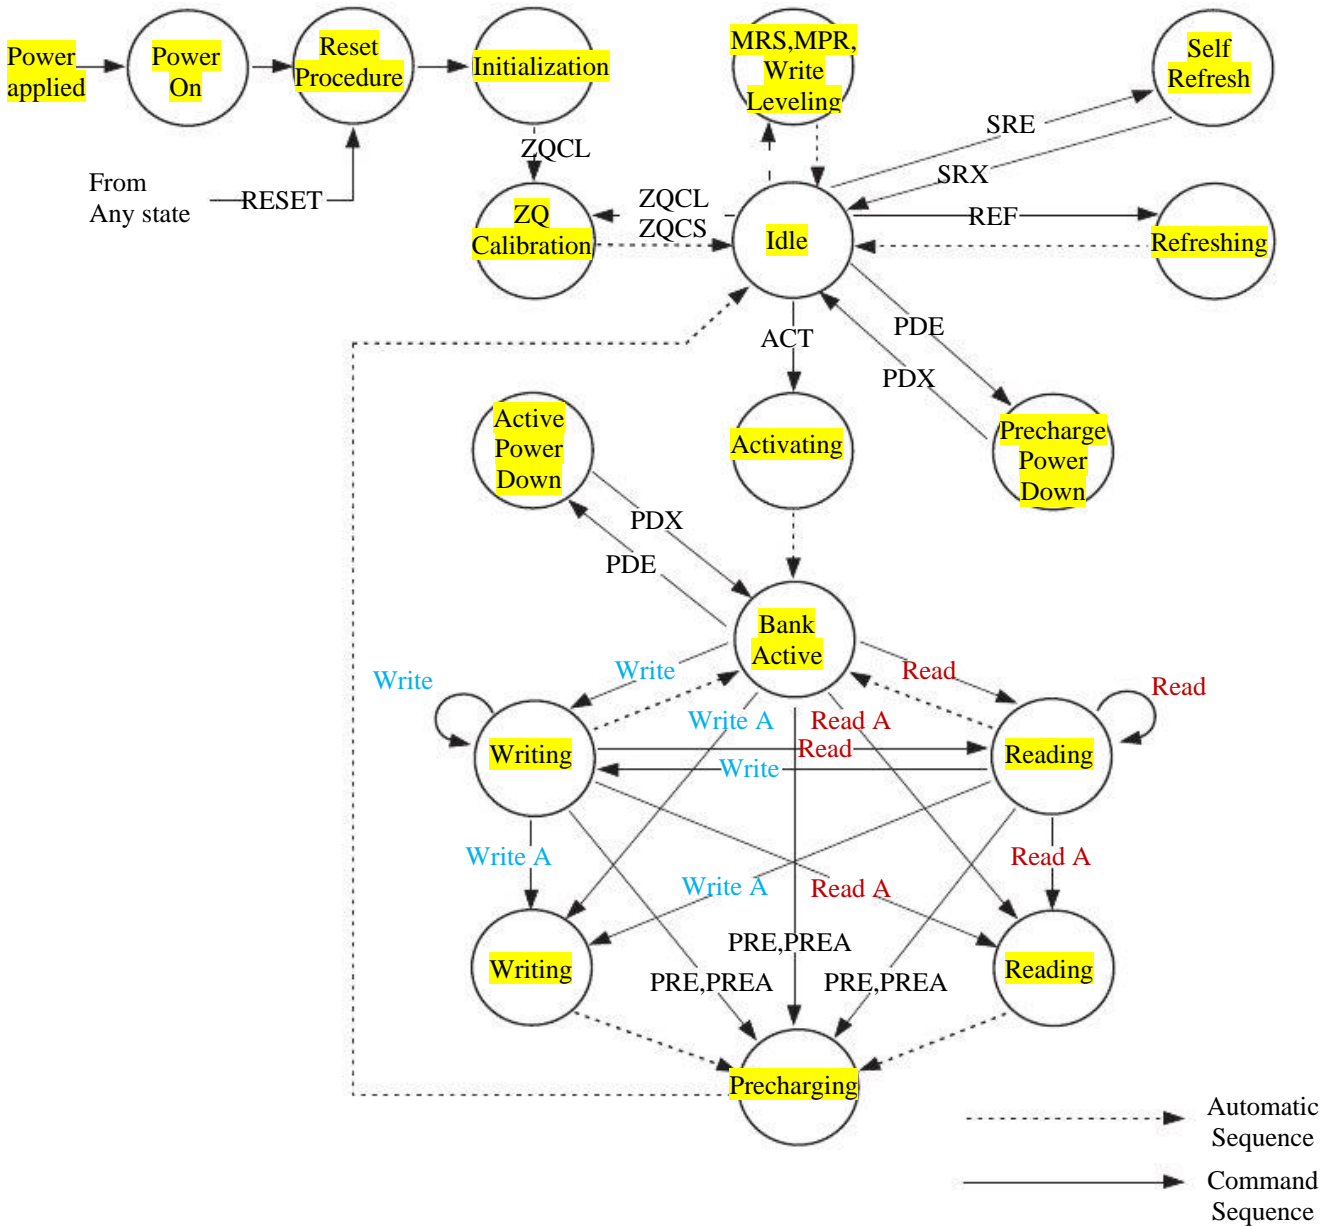 Power
applied
Power
On
Reset
Procedure
Initialization
MRS,MPR,
Write
Leveling
Self
Refresh
From
Any state
RESET
ZQCL
ZQ
Calibration
ZQCL
ZQCS
Idle
SRE
SRX
REF
Refreshing
ACT
PDE
PDX
Active
Power
Down
Activating
Precharge
Power
Down
PDX
PDE
Bank
Active
Write
Write
Read
Read
Write A
Read A
Writing
Read
Write
Reading
Write A
Write A
Read A
Read A
Writing
PRE,PREA
PRE,PREA
PRE,PREA
Reading
Precharging
Automatic
Sequence
Command
Sequence